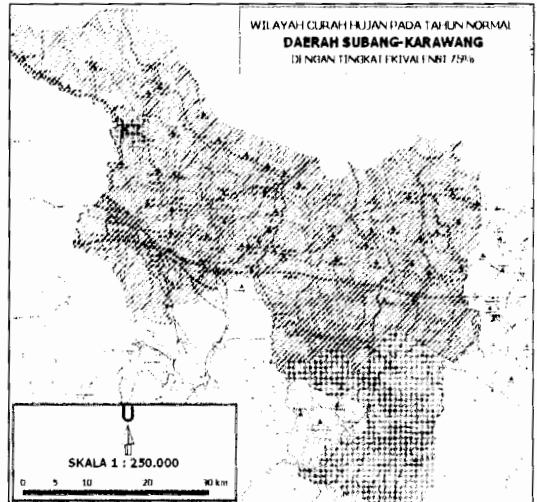 WILAYAH CURAH HUJAN PADA TAHUN NORMAL
DAERAH SUBANG-KARAWANG
DENGAN TINGKAT EKIVALENSI 75%
U
SKALA 1 : 250.000
0 5 10 20 30 km